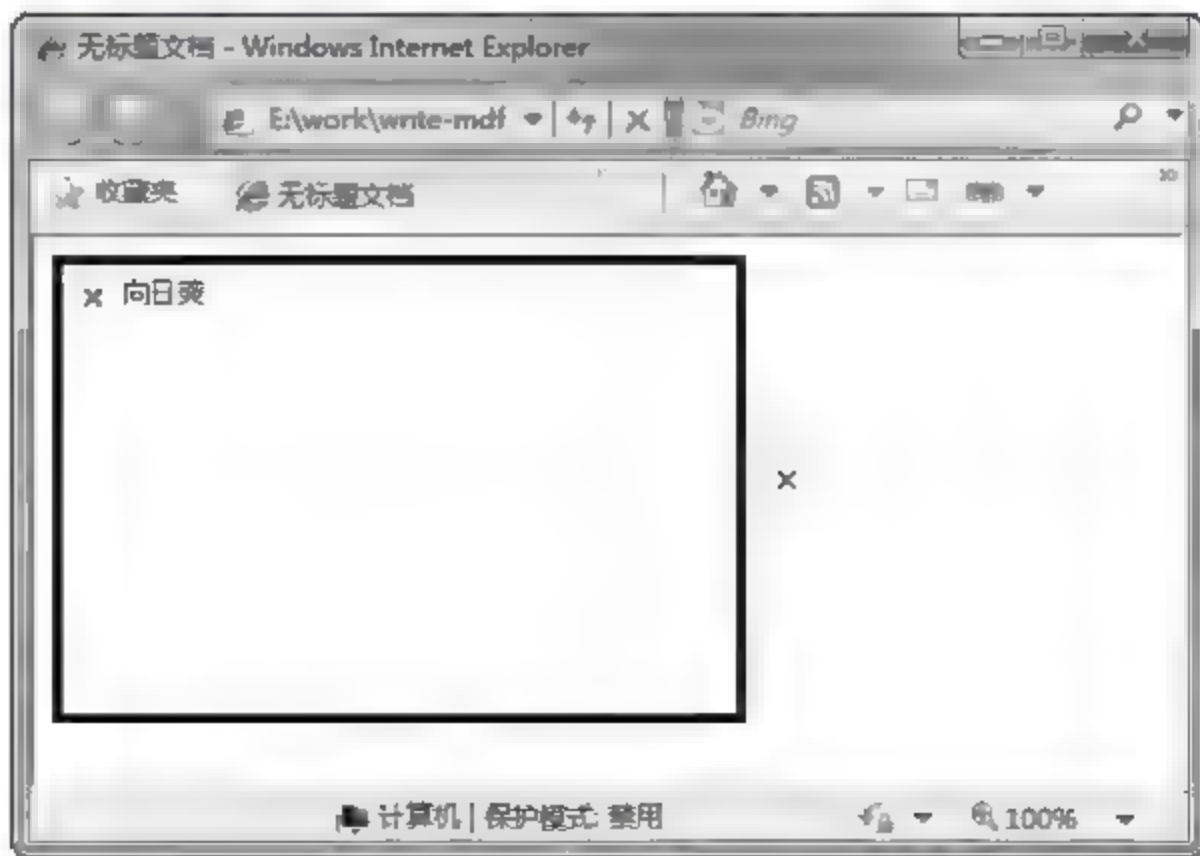 无标题文档 - Windows Internet Explorer
E:\work\write-mdf Bing
收藏夹 无标题文档
× 向日葵
×
计算机 | 保护模式: 禁用 100%